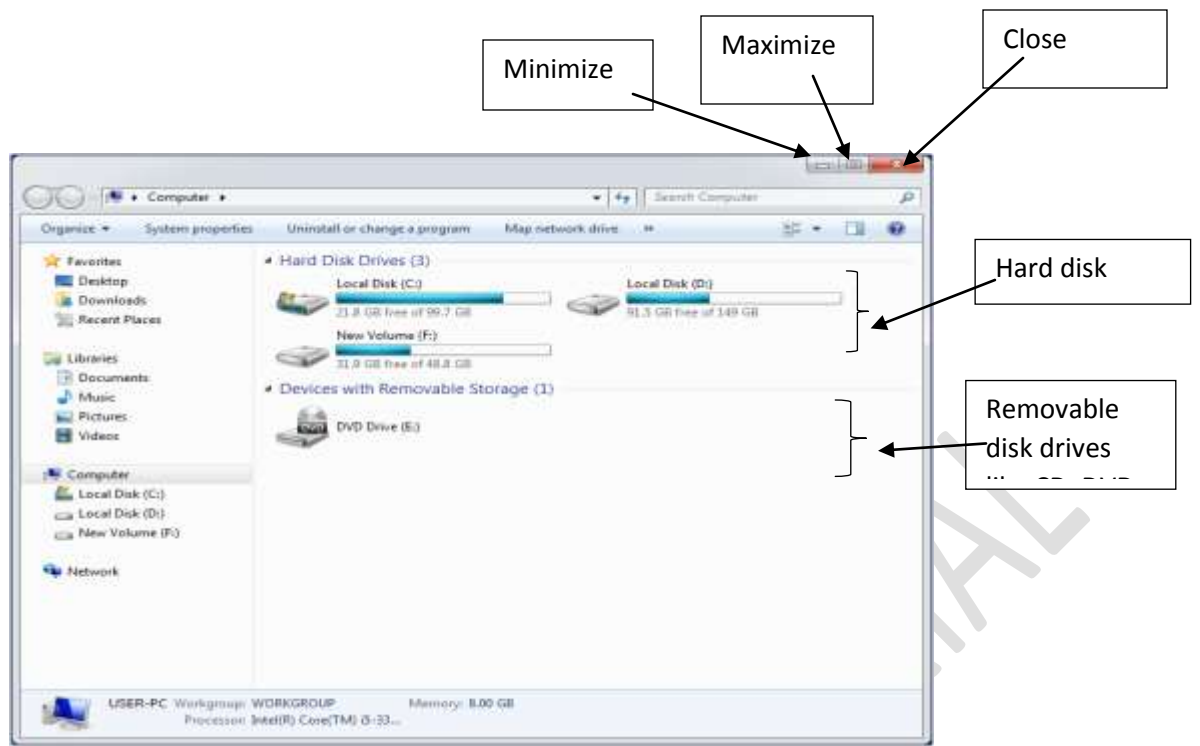 Minimize
Maximize
Close
Computer
Search Computer
Organize
System properties
Uninstall or change a program
Map network drive
»
Favorites
Desktop
Downloads
Recent Places
Libraries
Documents
Music
Pictures
Videos
Computer
Local Disk (C:)
Local Disk (D:)
New Volume (F:)
Network
Hard Disk Drives (3)
Local Disk (C:)
21.8 GB free of 99.7 GB
Local Disk (D:)
91.5 GB free of 149 GB
New Volume (F:)
31.9 GB free of 48.8 GB
Devices with Removable Storage (1)
DVD
DVD Drive (E:)
Hard disk
Removable
disk drives
USER-PC Workgroup: WORKGROUP Memory: 8.00 GB
Processor: Intel(R) Core(TM) i5-33...